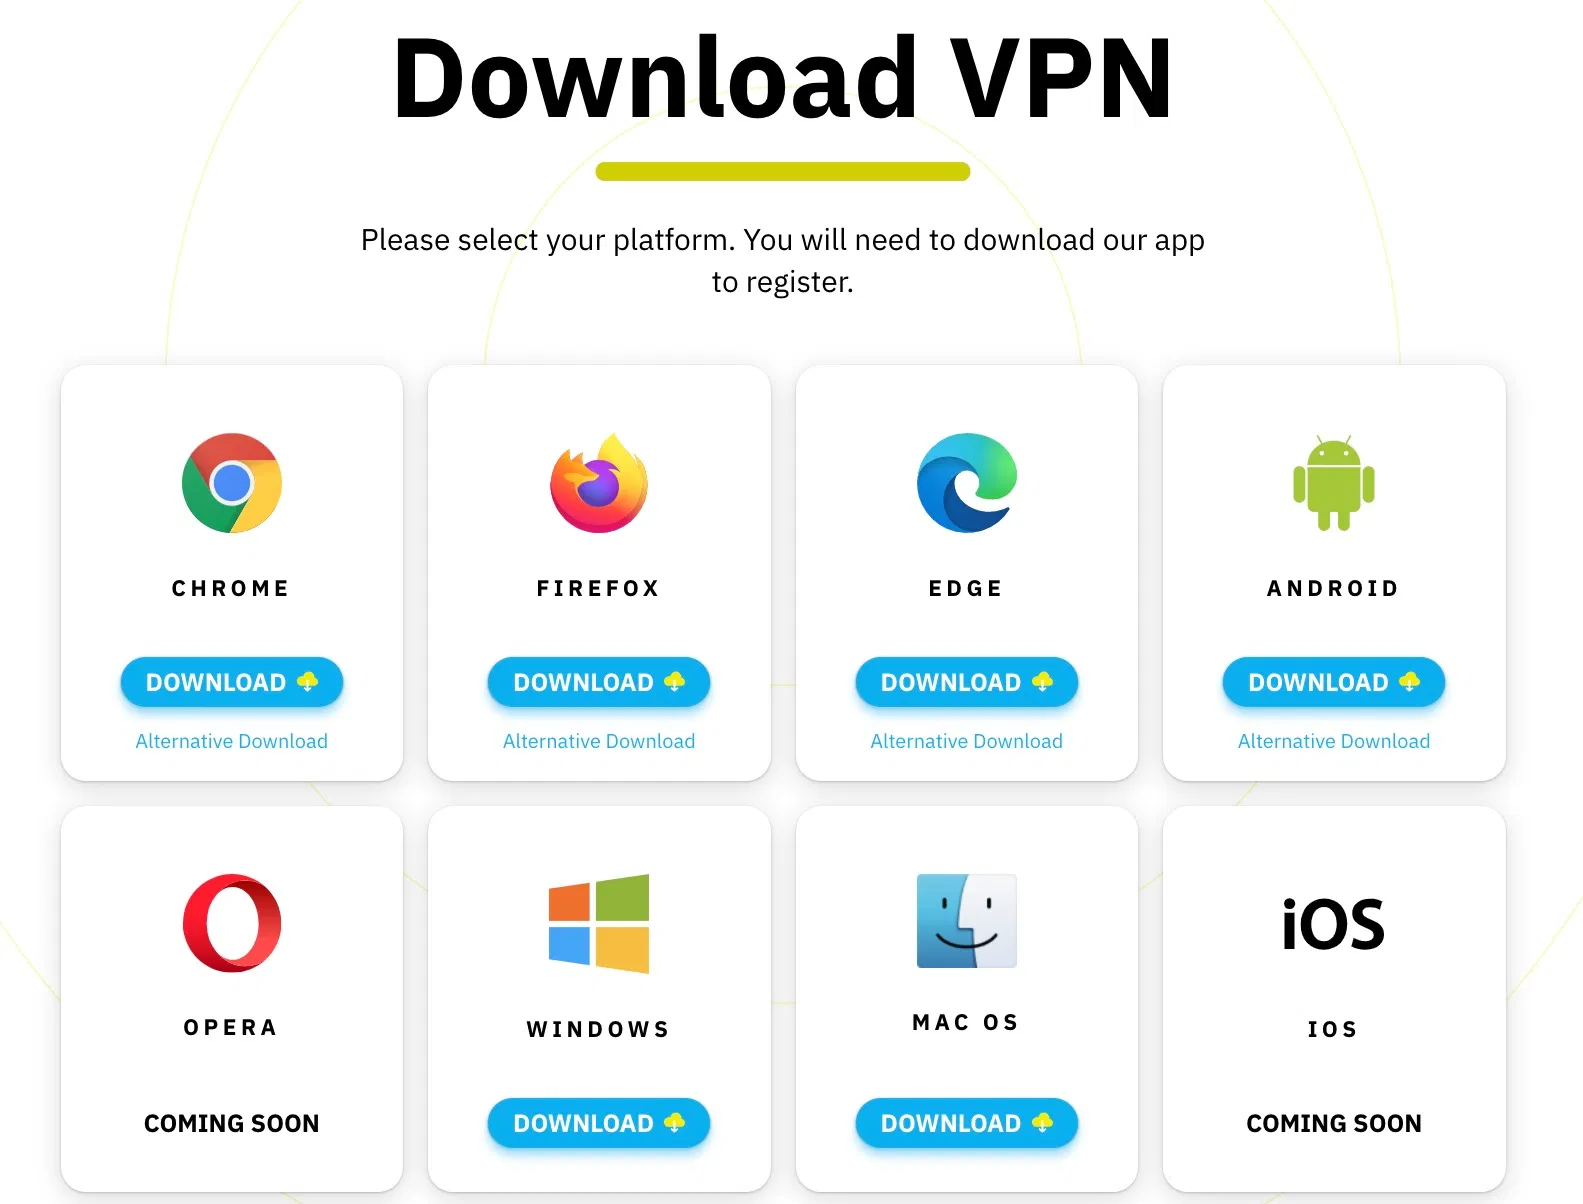 Download VPN
Please select your platform. You will need to download our app
to register.
CHROME
DOWNLOAD
Alternative Download
FIREFOX
DOWNLOAD
Alternative Download
EDGE
DOWNLOAD
Alternative Download
ANDROID
DOWNLOAD
Alternative Download
OPERA
COMING SOON
WINDOWS
DOWNLOAD
MAC OS
DOWNLOAD
iOS
IOS
COMING SOON